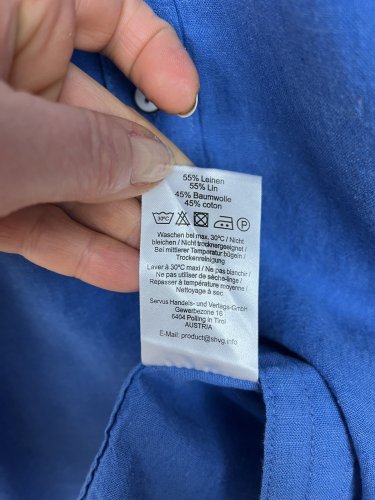 55% Leinen
55% Lin
45% Baumwolle
45% coton
30°C
P
Waschen bei max. 30°C / Nicht
bleichen / Nicht trocknergeeignet /
Bei mittlerer Temperatur bügeln /
Trockenreinigung
Laver à 30°C maxi / Ne pas blanchir /
Ne pas utiliser de sèche-linge /
Repasser à température moyenne /
Nettoyage à sec
Servus Handels- und Verlags-GmbH
Gewerbezone 16
6404 Polling in Tirol
AUSTRIA
E-Mail: product@shvg.info